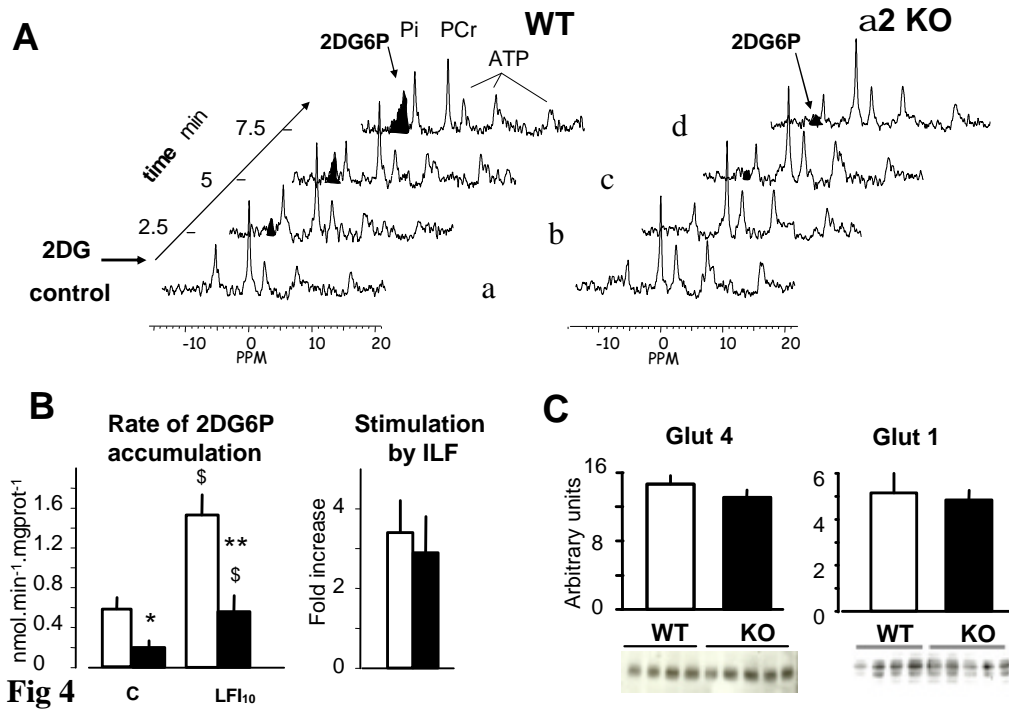 A
2DG6P
Pi
PCr
WT
ATP
a2 KO
2DG6P
time min
7.5
5
2.5
2DG
control
d
c
b
a
-10 0 10 20
PPM
-10 0 10 20
PPM
B
Rate of 2DG6P
accumulation
nmol.min-1.mgprot-1
1.6
1.2
0.8
0.4
0
$
*
**
$
C
LFI10
Stimulation
by ILF
Fold increase
4
2
0
C
Glut 4
Arbitrary units
16
8
0
WT KO
Glut 1
6
4
2
0
WT KO
Fig 4